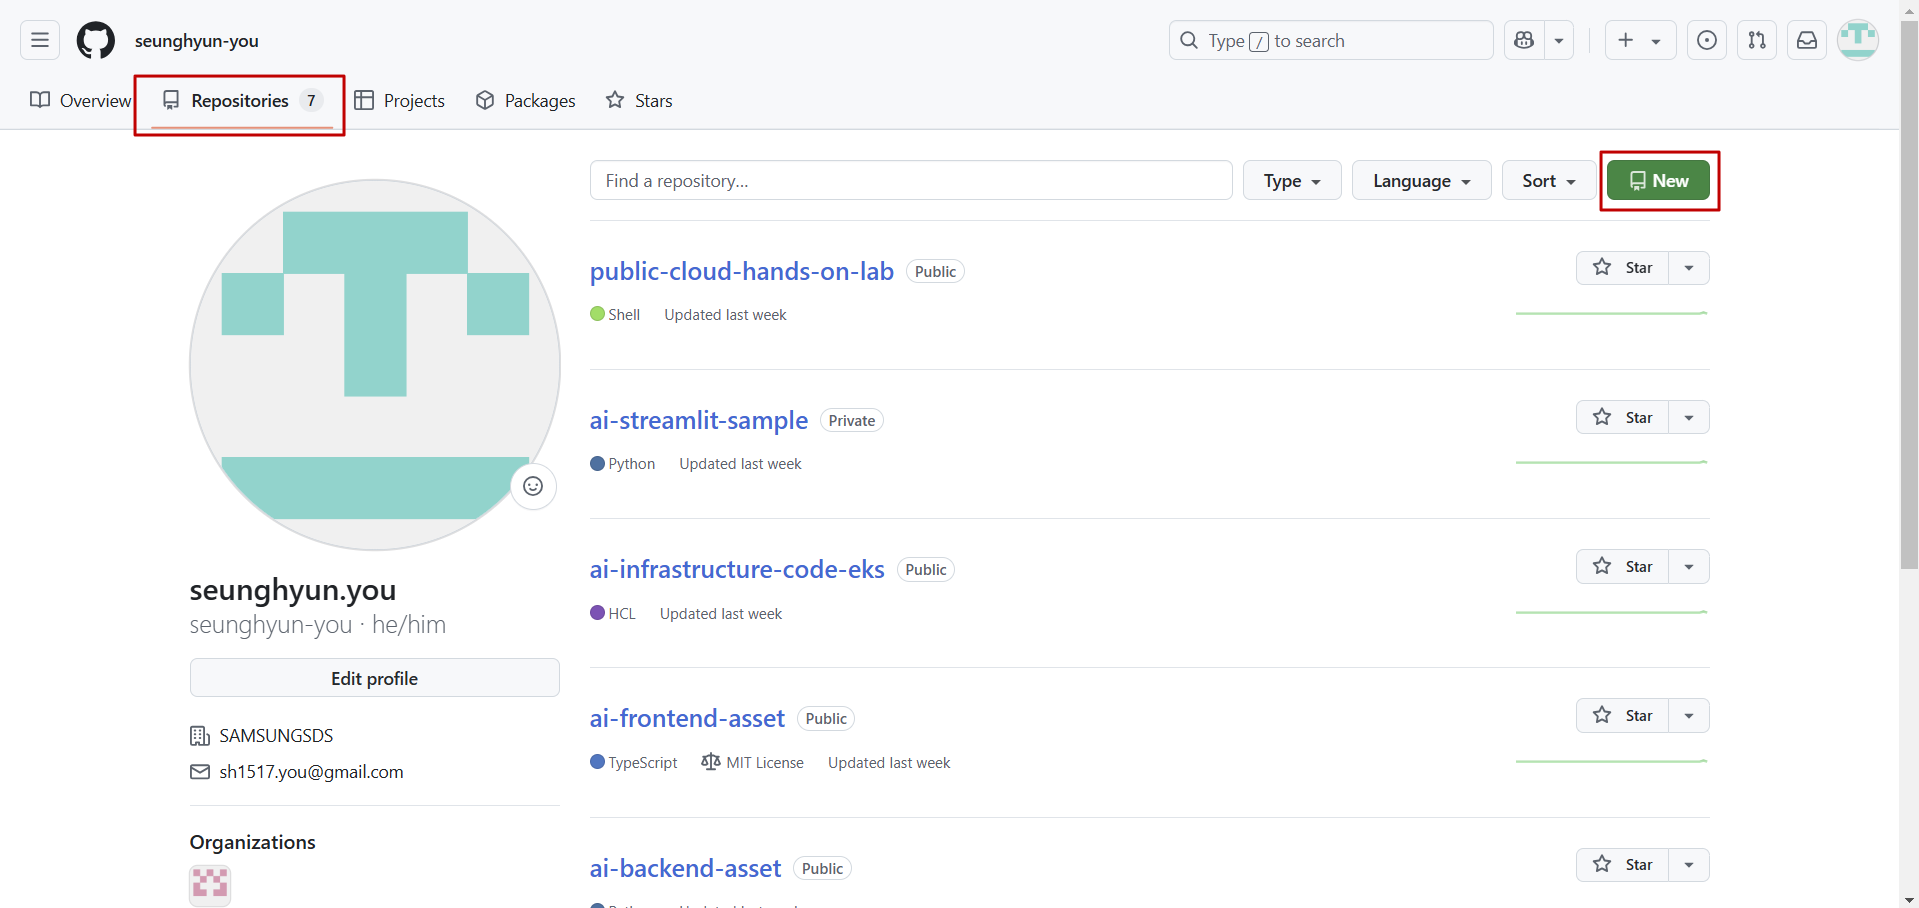 seunghyun-you
Type / to search
Overview
Repositories 7
Projects
Packages
Stars
Find a repository...
Type
Language
Sort
New
public-cloud-hands-on-lab Public
Star
Shell Updated last week
ai-streamlit-sample Private
Star
Python Updated last week
ai-infrastructure-code-eks Public
Star
HCL Updated last week
seunghyun.you
seunghyun-you · he/him
Edit profile
SAMSUNGSDS
sh1517.you@gmail.com
Organizations
ai-frontend-asset Public
Star
TypeScript MIT License Updated last week
ai-backend-asset Public
Star